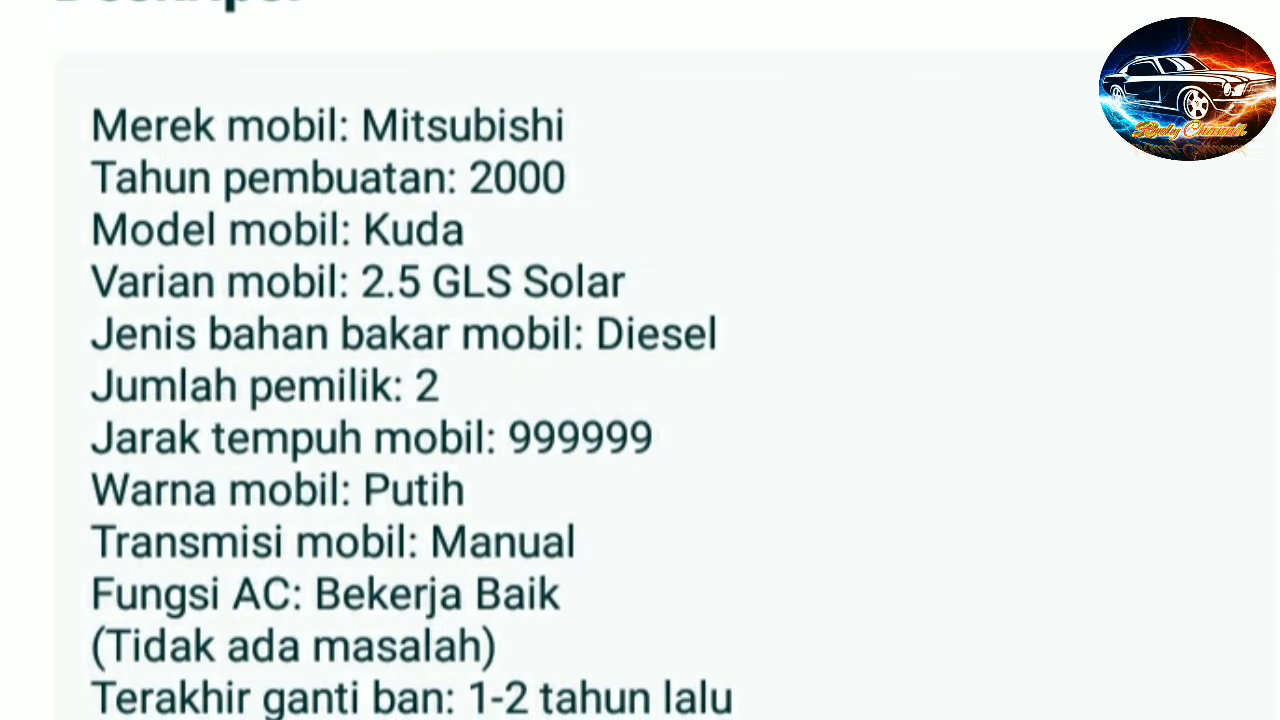 Merek mobil: Mitsubishi
Tahun pembuatan: 2000
Model mobil: Kuda
Varian mobil: 2.5 GLS Solar
Jenis bahan bakar mobil: Diesel
Jumlah pemilik: 2
Jarak tempuh mobil: 999999
Warna mobil: Putih
Transmisi mobil: Manual
Fungsi AC: Bekerja Baik
(Tidak ada masalah)
Terakhir ganti ban: 1-2 tahun lalu